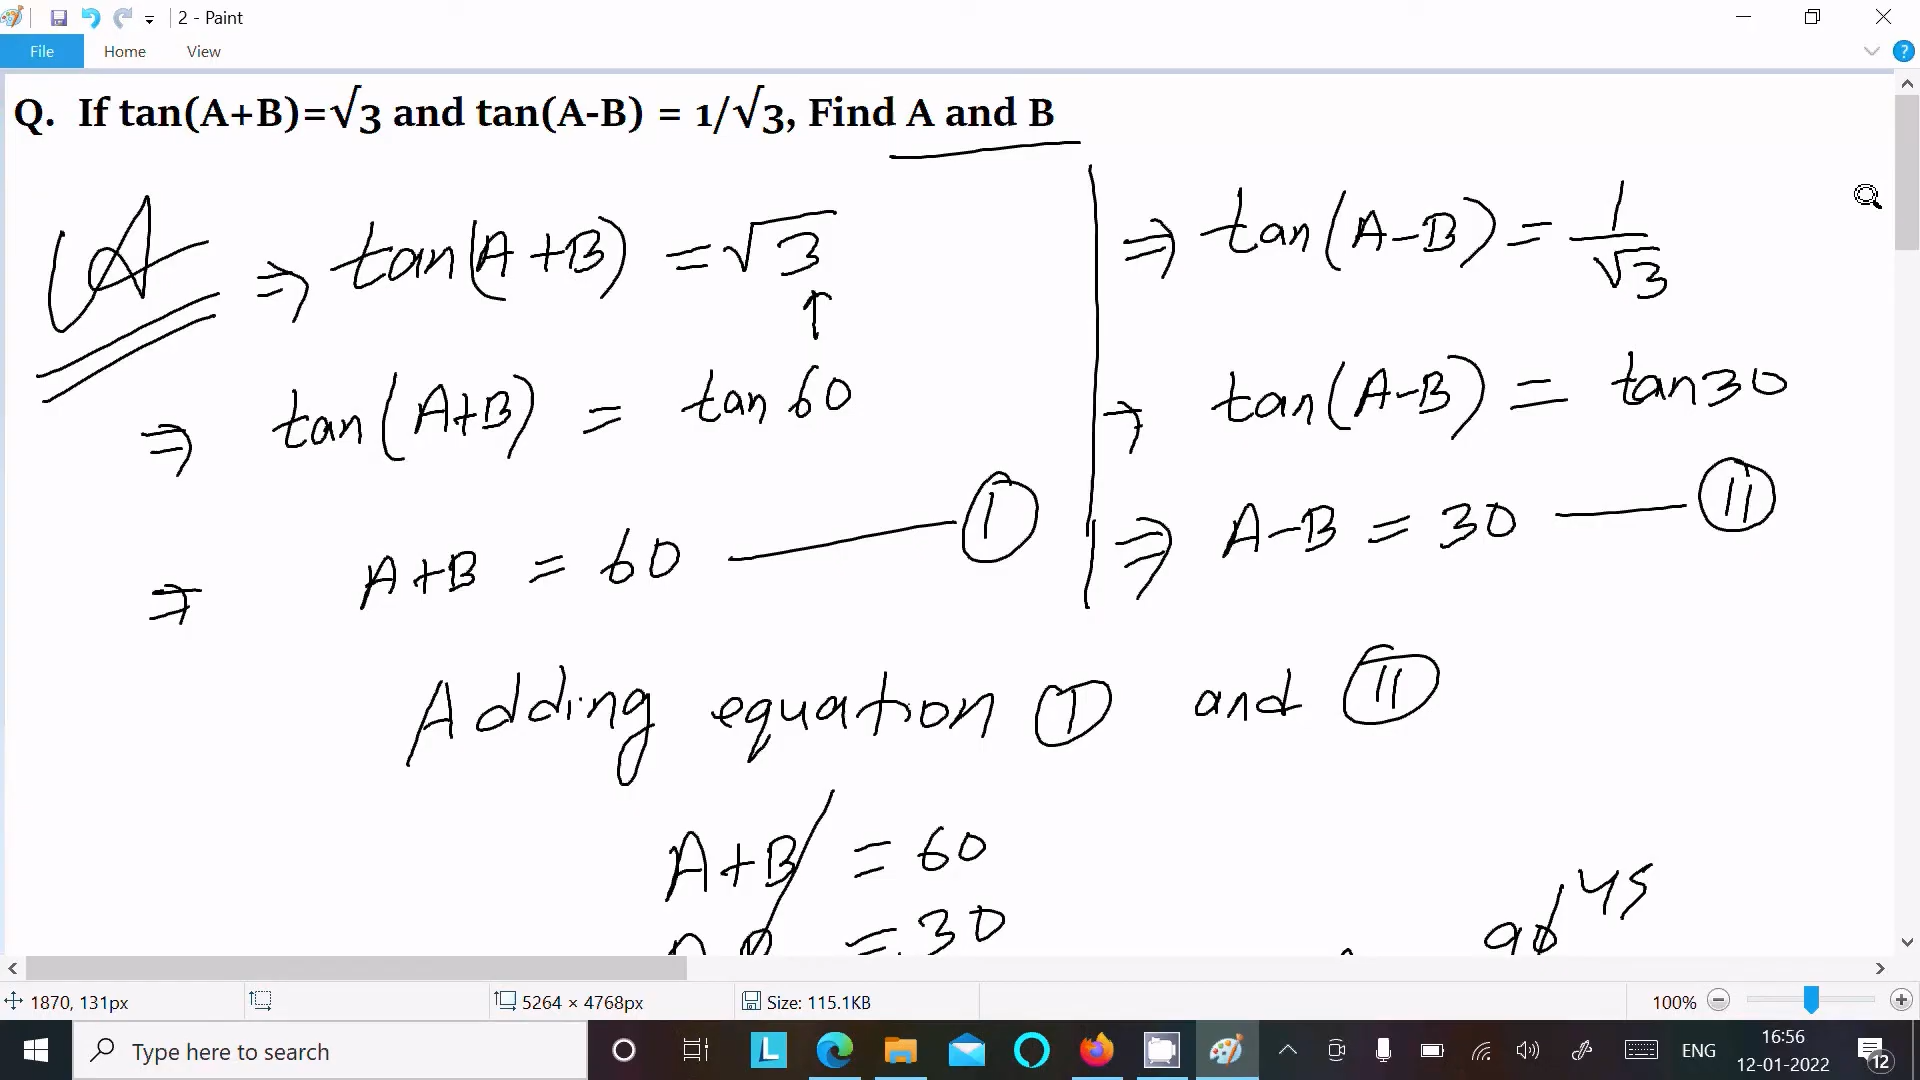 2 - Paint
File Home View
Q. If tan(A+B)=√3 and tan(A-B) = 1/√3, Find A and B
A ⇒ tan(A+B) = √3
↑
⇒ tan(A+B) = tan 60
⇒ A+B = 60 —— I
⇒ tan(A-B) = 1/√3
→ tan(A-B) = tan30
⇒ A-B = 30 —— II
Adding equation I and II
A+B = 60
= 30
90 45
1870, 131px 5264 × 4768px Size: 115.1KB 100%
Type here to search
ENG
16:56
12-01-2022
12